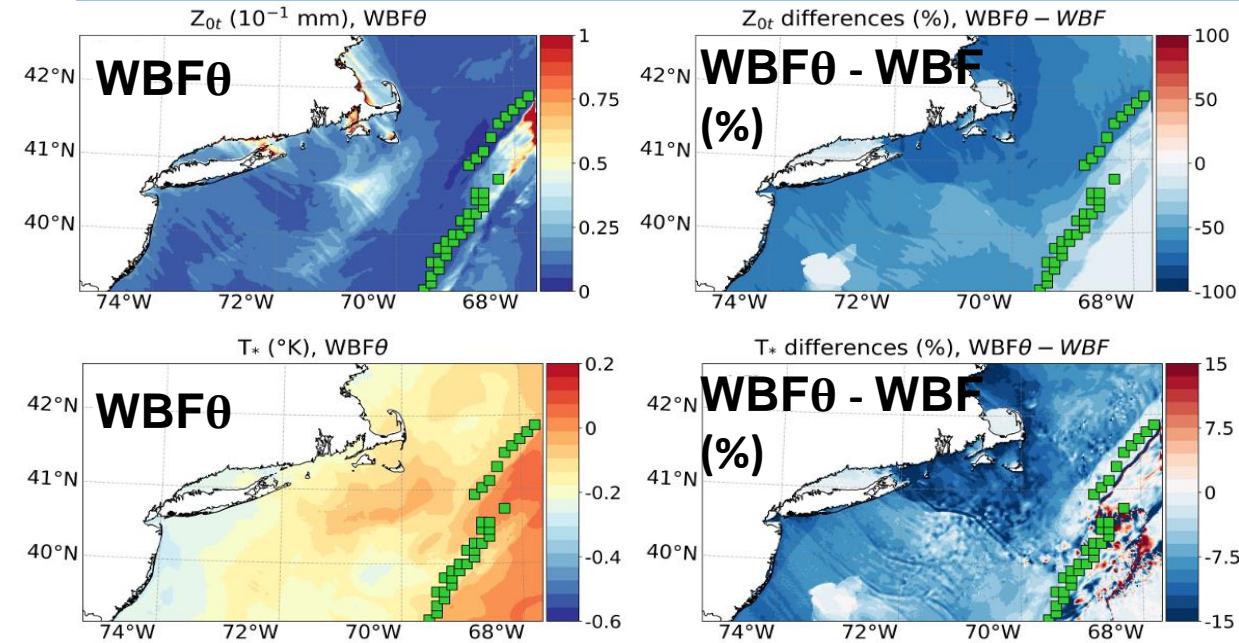 Z₀ₜ (10⁻¹ mm), WBFθ
WBFθ
42°N
41°N
40°N
74°W 72°W 70°W 68°W
1
0.75
0.5
0.25
0
Z₀ₜ differences (%), WBFθ − WBF
WBFθ - WBF
(%)
42°N
41°N
40°N
74°W 72°W 70°W 68°W
100
50
0
-50
-100
T* (°K), WBFθ
WBFθ
42°N
41°N
40°N
74°W 72°W 70°W 68°W
0.2
0
-0.2
-0.4
-0.6
T* differences (%), WBFθ − WBF
WBFθ - WBF
(%)
42°N
41°N
40°N
74°W 72°W 70°W 68°W
15
7.5
0
-7.5
-15